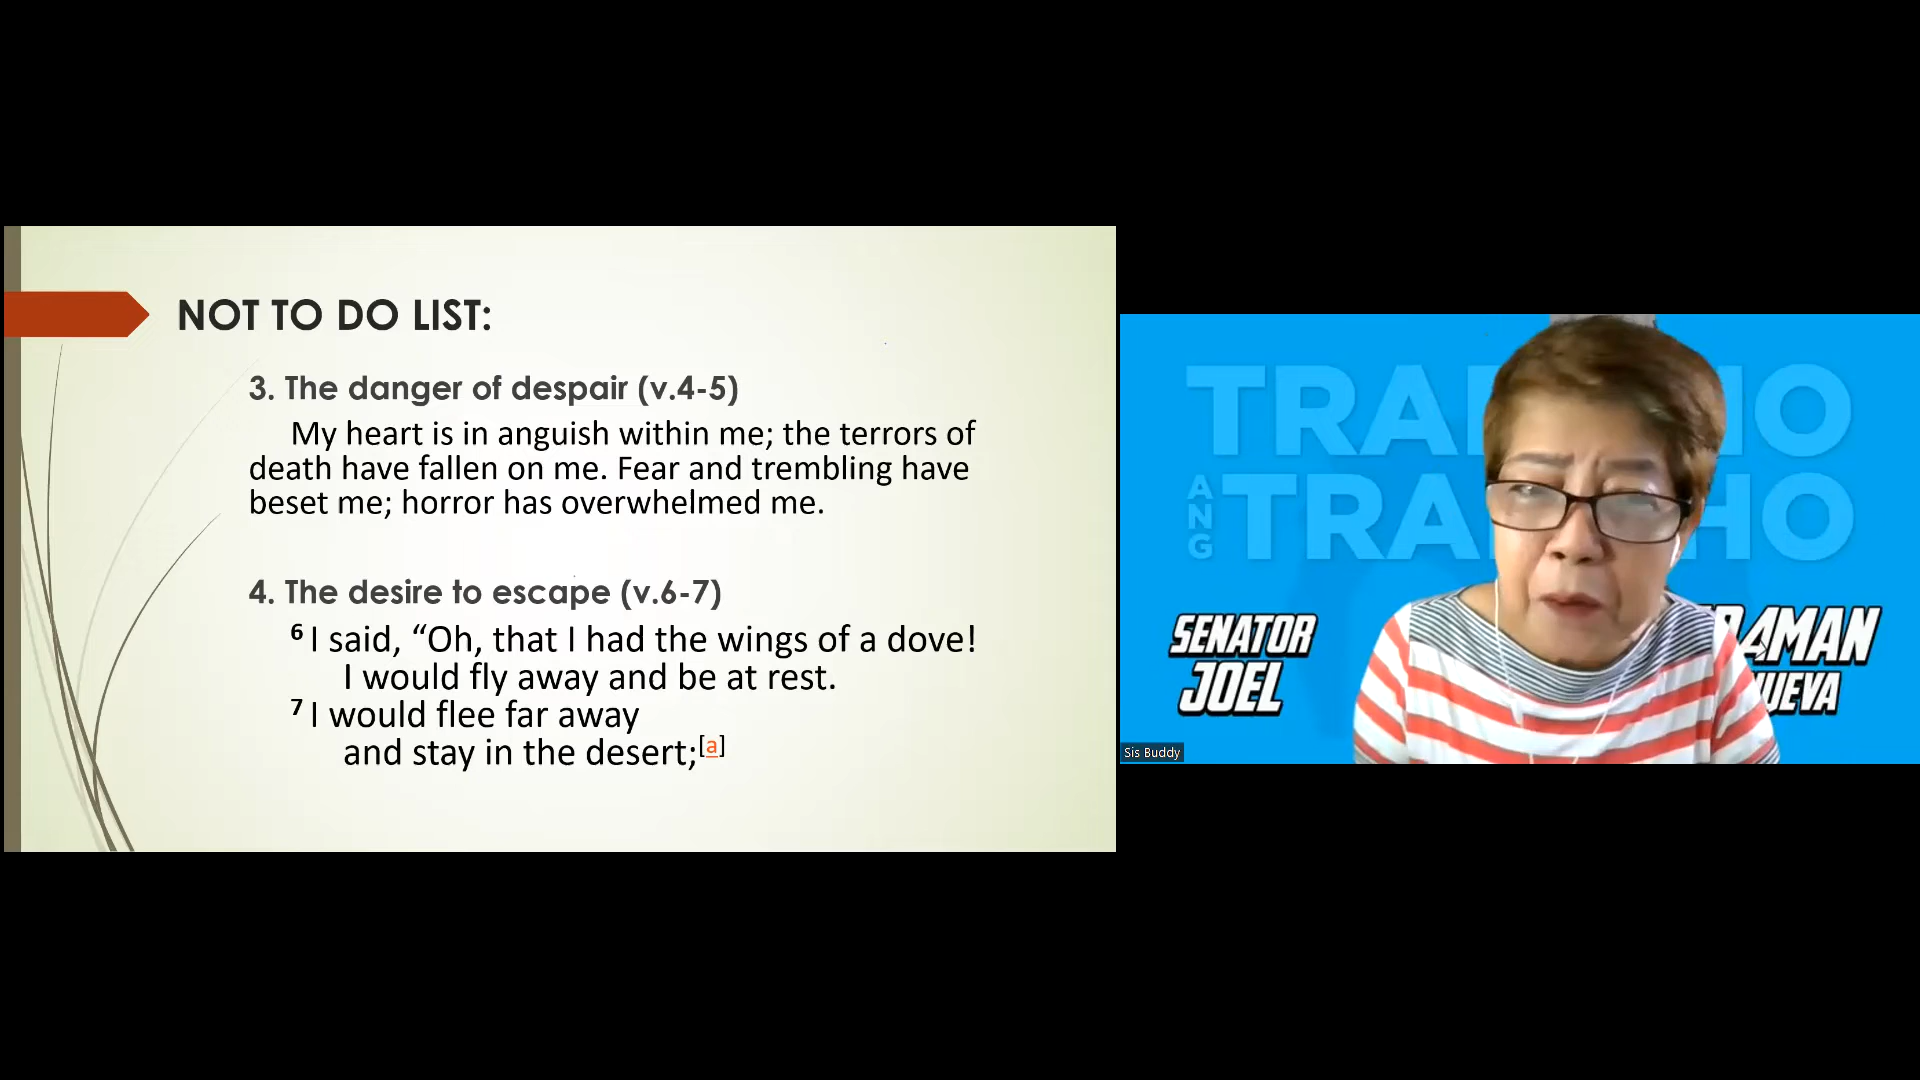 NOT TO DO LIST:
3. The danger of despair (v.4-5)
My heart is in anguish within me; the terrors of
death have fallen on me. Fear and trembling have
beset me; horror has overwhelmed me.
4. The desire to escape (v.6-7)
6 I said, “Oh, that I had the wings of a dove!
I would fly away and be at rest.
7 I would flee far away
and stay in the desert;[a]
ANG
SENATOR
JOEL
Sis Buddy